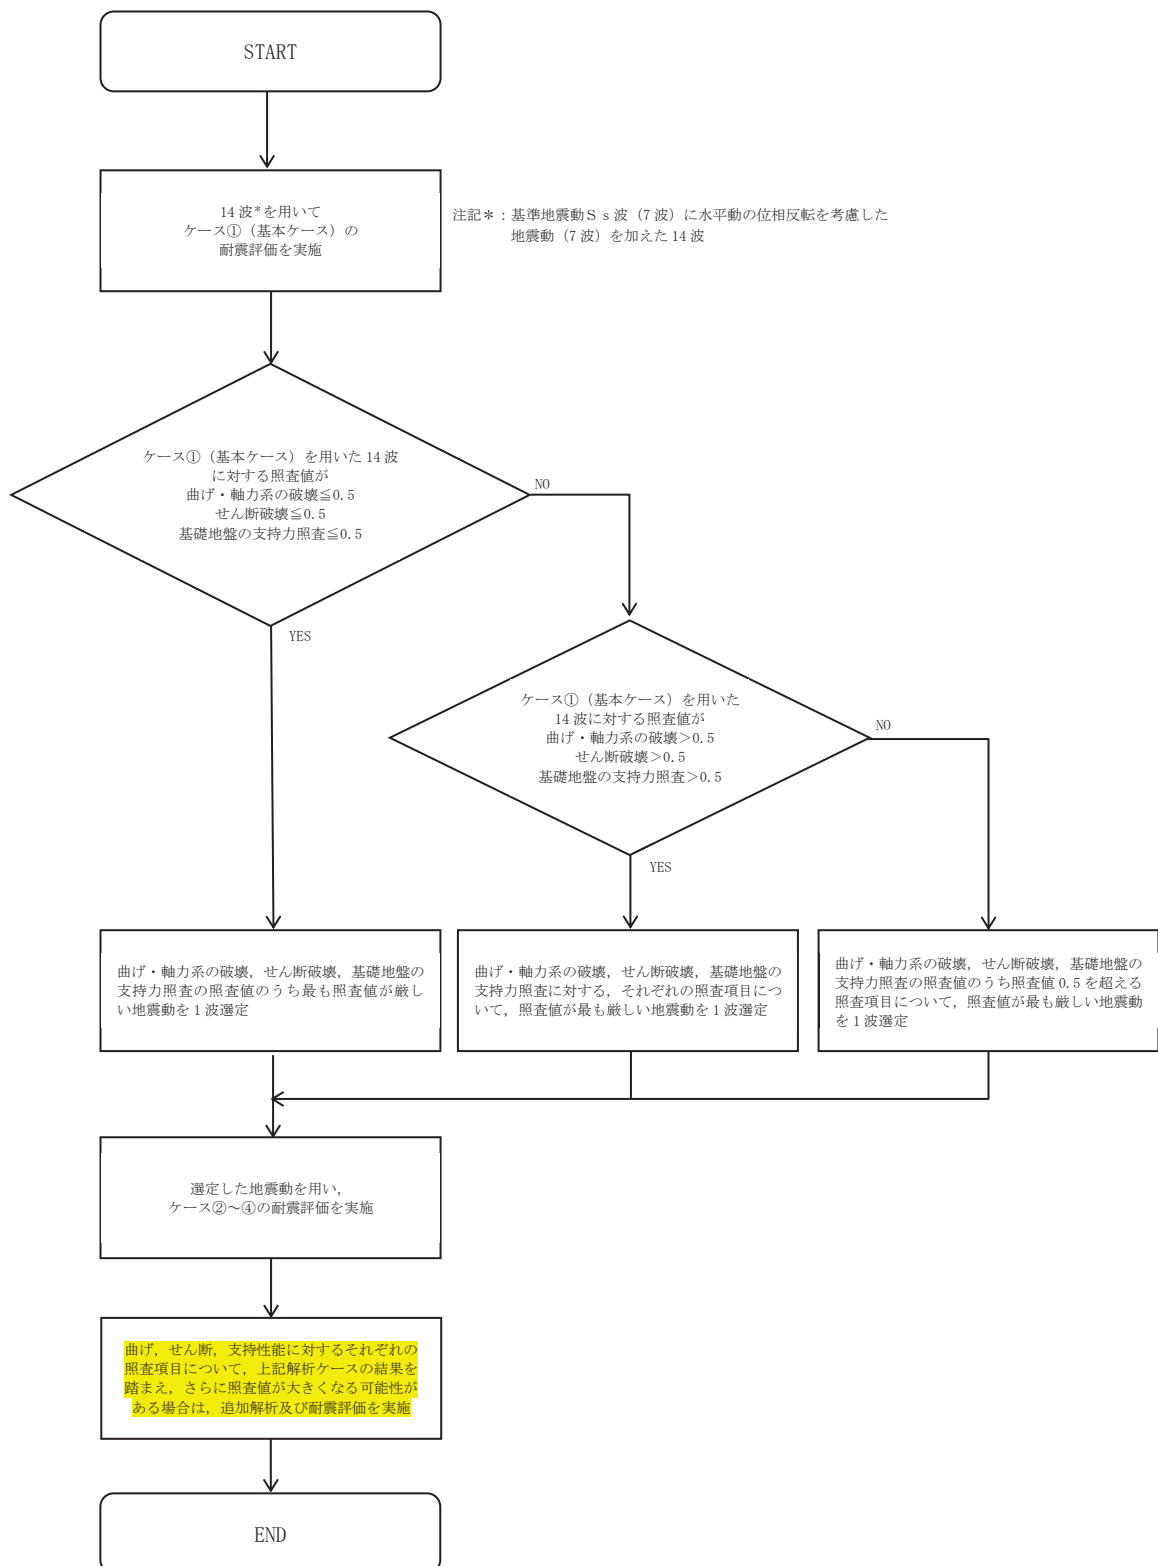 START
14 波*を用いて
ケース①（基本ケース）の
耐震評価を実施
注記＊：基準地震動Ｓｓ波（7 波）に水平動の位相反転を考慮した
地震動（7 波）を加えた 14 波
ケース①（基本ケース）を用いた 14 波
に対する照査値が
曲げ・軸力系の破壊≦0.5
せん断破壊≦0.5
基礎地盤の支持力照査≦0.5
NO
YES
ケース①（基本ケース）を用いた
14 波に対する照査値が
曲げ・軸力系の破壊＞0.5
せん断破壊＞0.5
基礎地盤の支持力照査＞0.5
NO
YES
曲げ・軸力系の破壊，せん断破壊，基礎地盤の
支持力照査の照査値のうち最も照査値が厳し
い地震動を 1 波選定
曲げ・軸力系の破壊，せん断破壊，基礎地盤の
支持力照査に対する，それぞれの照査項目につ
いて，照査値が最も厳しい地震動を 1 波選定
曲げ・軸力系の破壊，せん断破壊，基礎地盤の
支持力照査の照査値のうち照査値 0.5 を超える
照査項目について，照査値が最も厳しい地震動
を 1 波選定
選定した地震動を用い，
ケース②～④の耐震評価を実施
曲げ，せん断，支持性能に対するそれぞれの
照査項目について，上記解析ケースの結果を
踏まえ，さらに照査値が大きくなる可能性が
ある場合は，追加解析及び耐震評価を実施
END